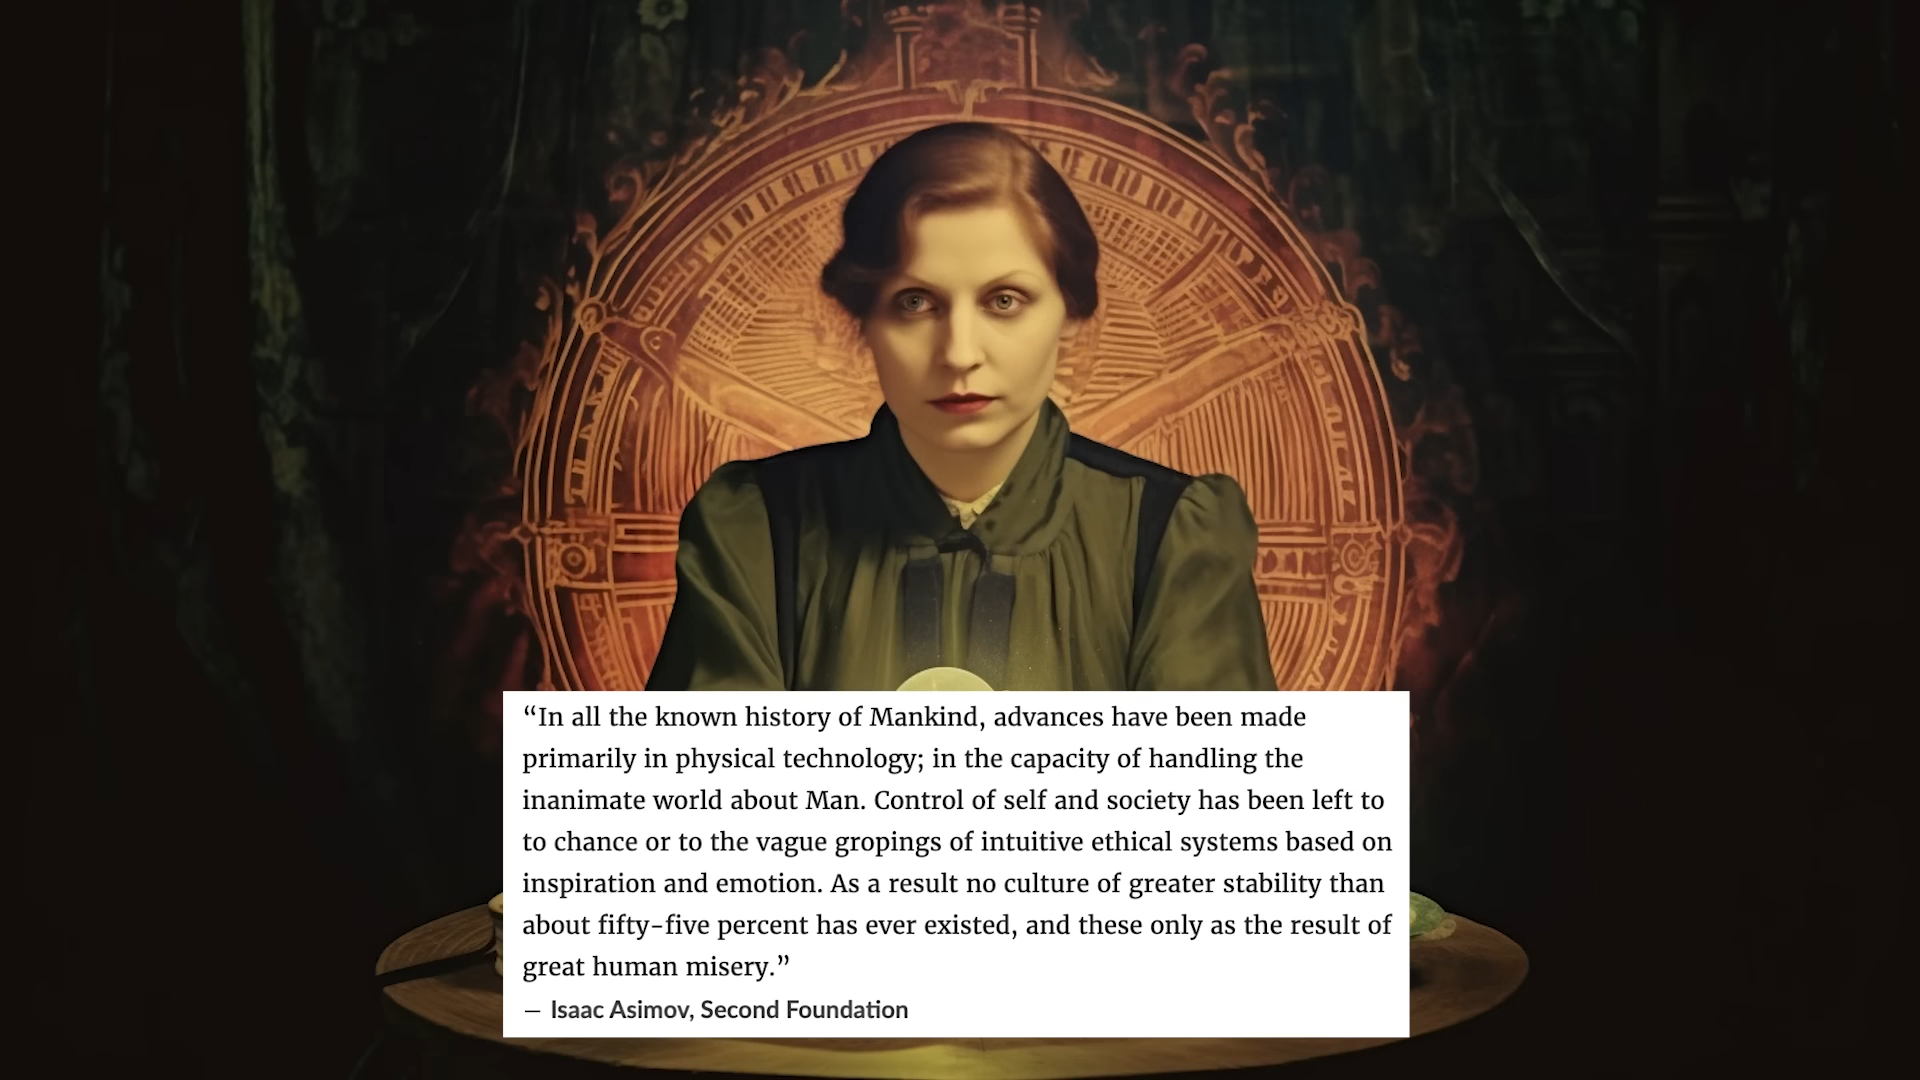 “In all the known history of Mankind, advances have been made
primarily in physical technology; in the capacity of handling the
inanimate world about Man. Control of self and society has been left to
to chance or to the vague gropings of intuitive ethical systems based on
inspiration and emotion. As a result no culture of greater stability than
about fifty-five percent has ever existed, and these only as the result of
great human misery.”
— Isaac Asimov, Second Foundation